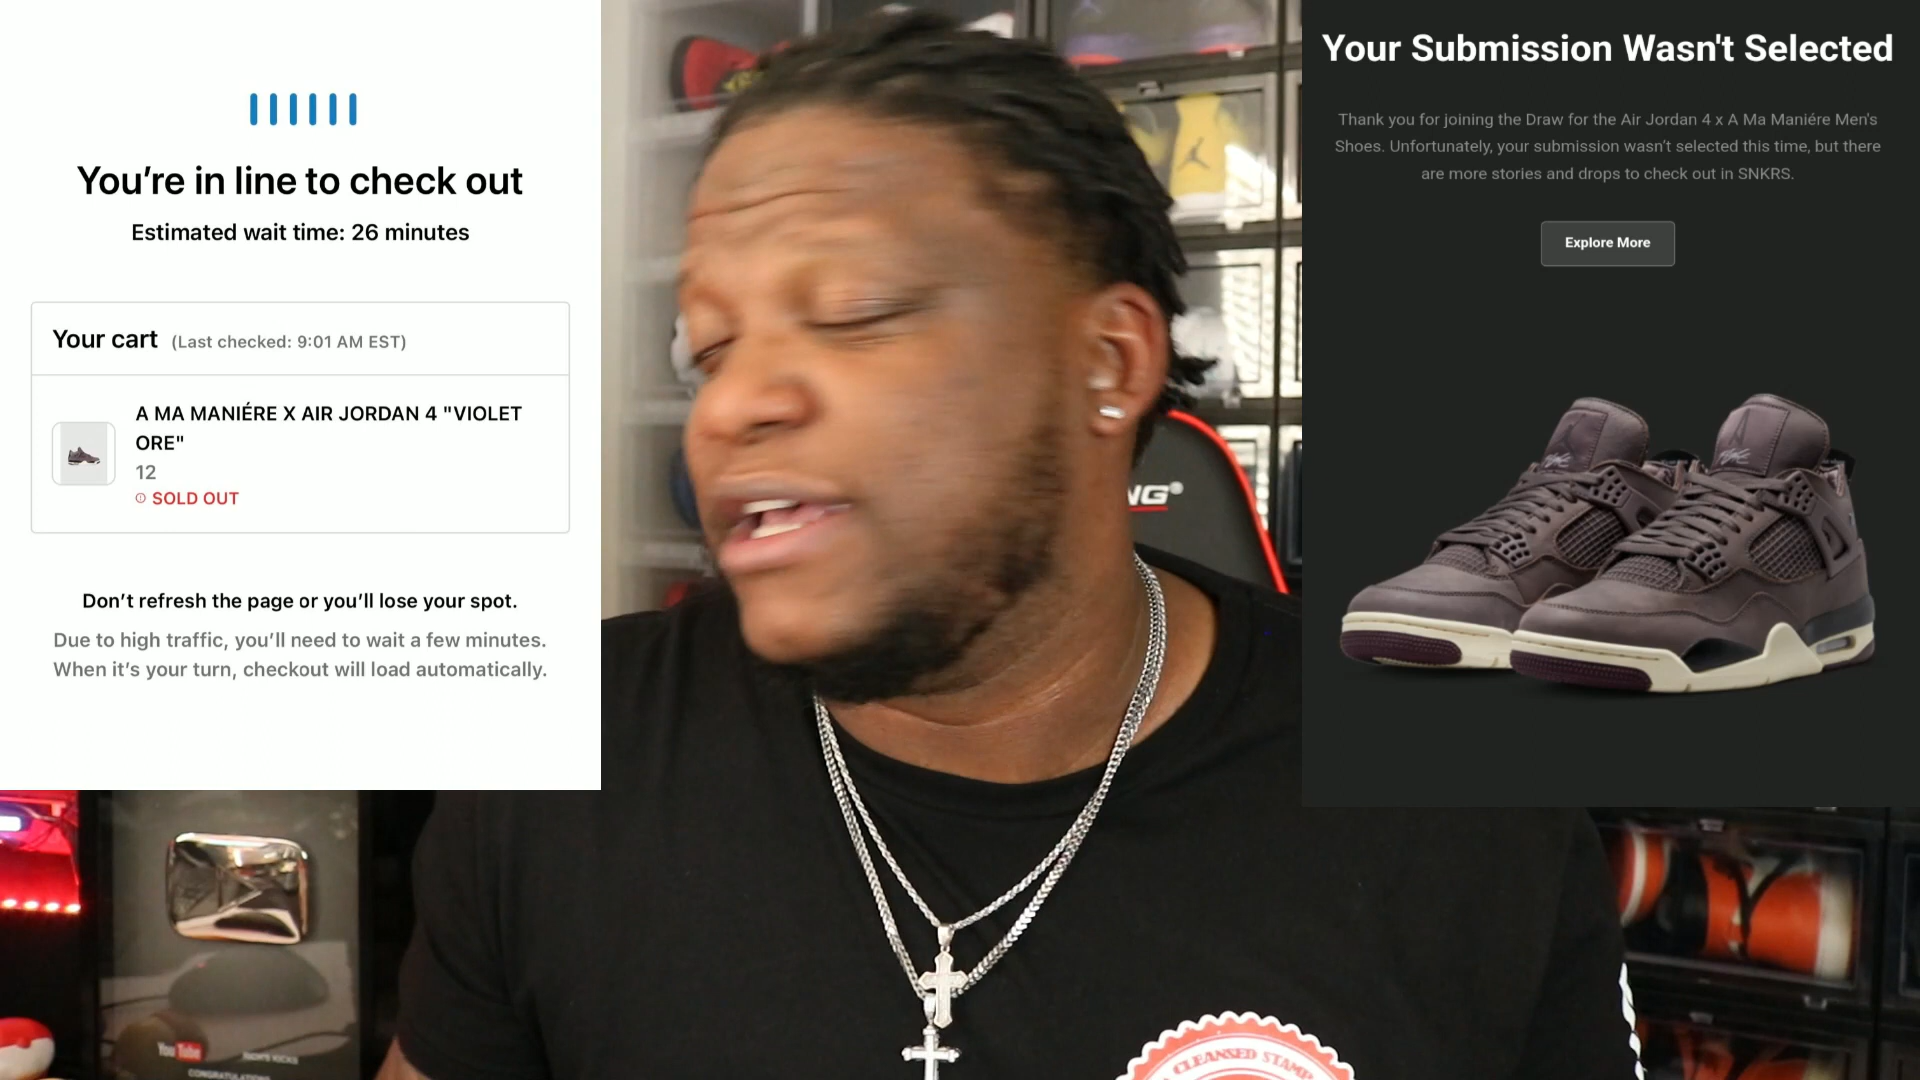 You’re in line to check out
Estimated wait time: 26 minutes
Your cart (Last checked: 9:01 AM EST)
A MA MANIÉRE X AIR JORDAN 4 "VIOLET
ORE"
12
SOLD OUT
Don’t refresh the page or you’ll lose your spot.
Due to high traffic, you’ll need to wait a few minutes.
When it’s your turn, checkout will load automatically.
Your Submission Wasn't Selected
Thank you for joining the Draw for the Air Jordan 4 x A Ma Maniére Men's
Shoes. Unfortunately, your submission wasn’t selected this time, but there
are more stories and drops to check out in SNKRS.
Explore More
NG®
YouTube
CONGRATULATIONS
CLEANSED STAMP